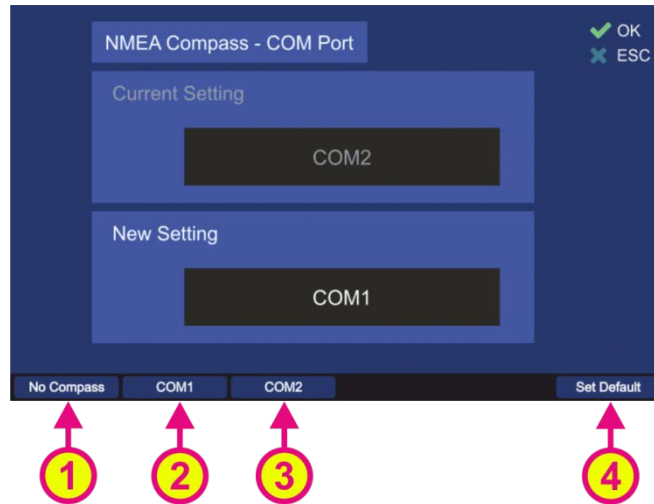 NMEA Compass - COM Port
OK
ESC
Current Setting
COM2
New Setting
COM1
No Compass COM1 COM2 Set Default
1 2 3 4